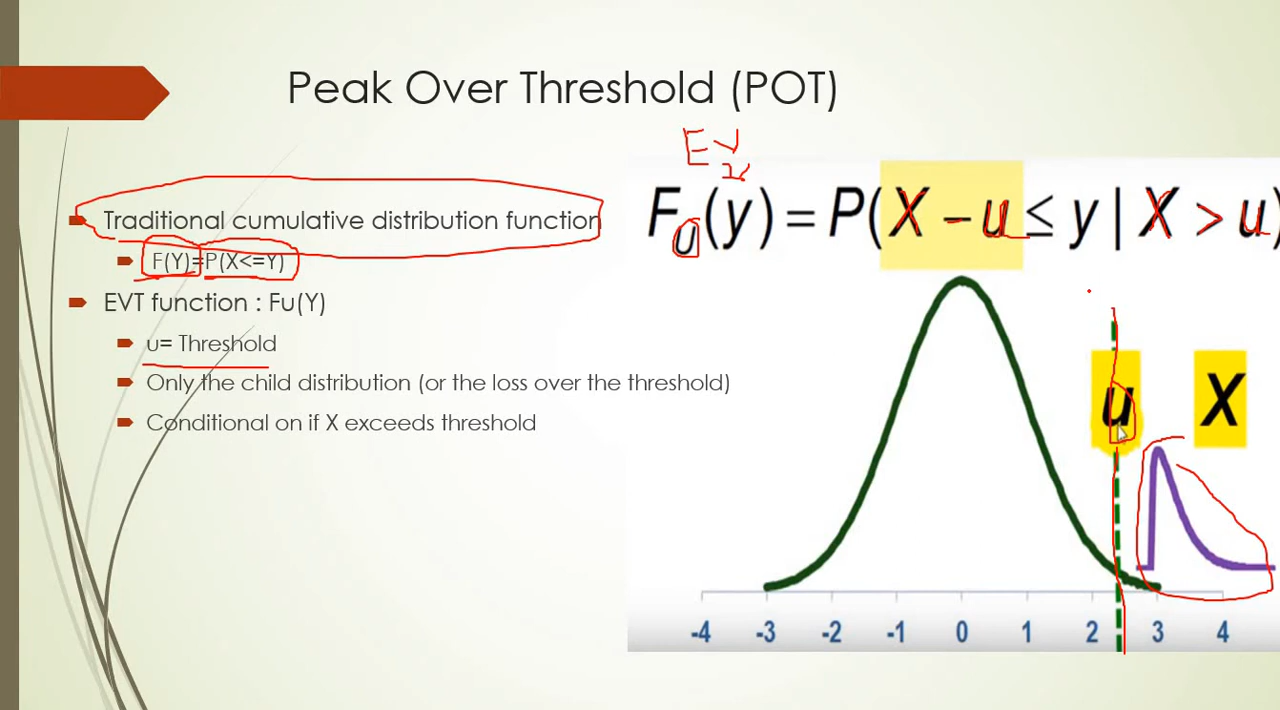 Peak Over Threshold (POT)
Traditional cumulative distribution function
F(Y)=P(X<=Y)
EVT function : Fu(Y)
u= Threshold
Only the child distribution (or the loss over the threshold)
Conditional on if X exceeds threshold
Fu(y) = P(X – u ≤ y | X > u)
u X
-4 -3 -2 -1 0 1 2 3 4